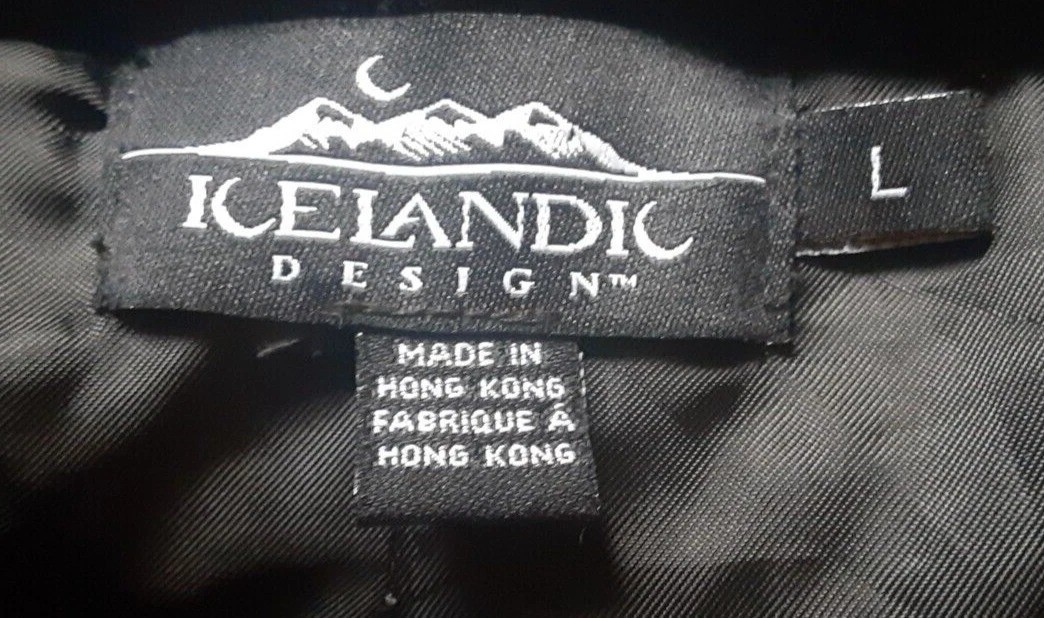 ICELANDIC
DESIGN™
L
MADE IN
HONG KONG
FABRIQUE À
HONG KONG